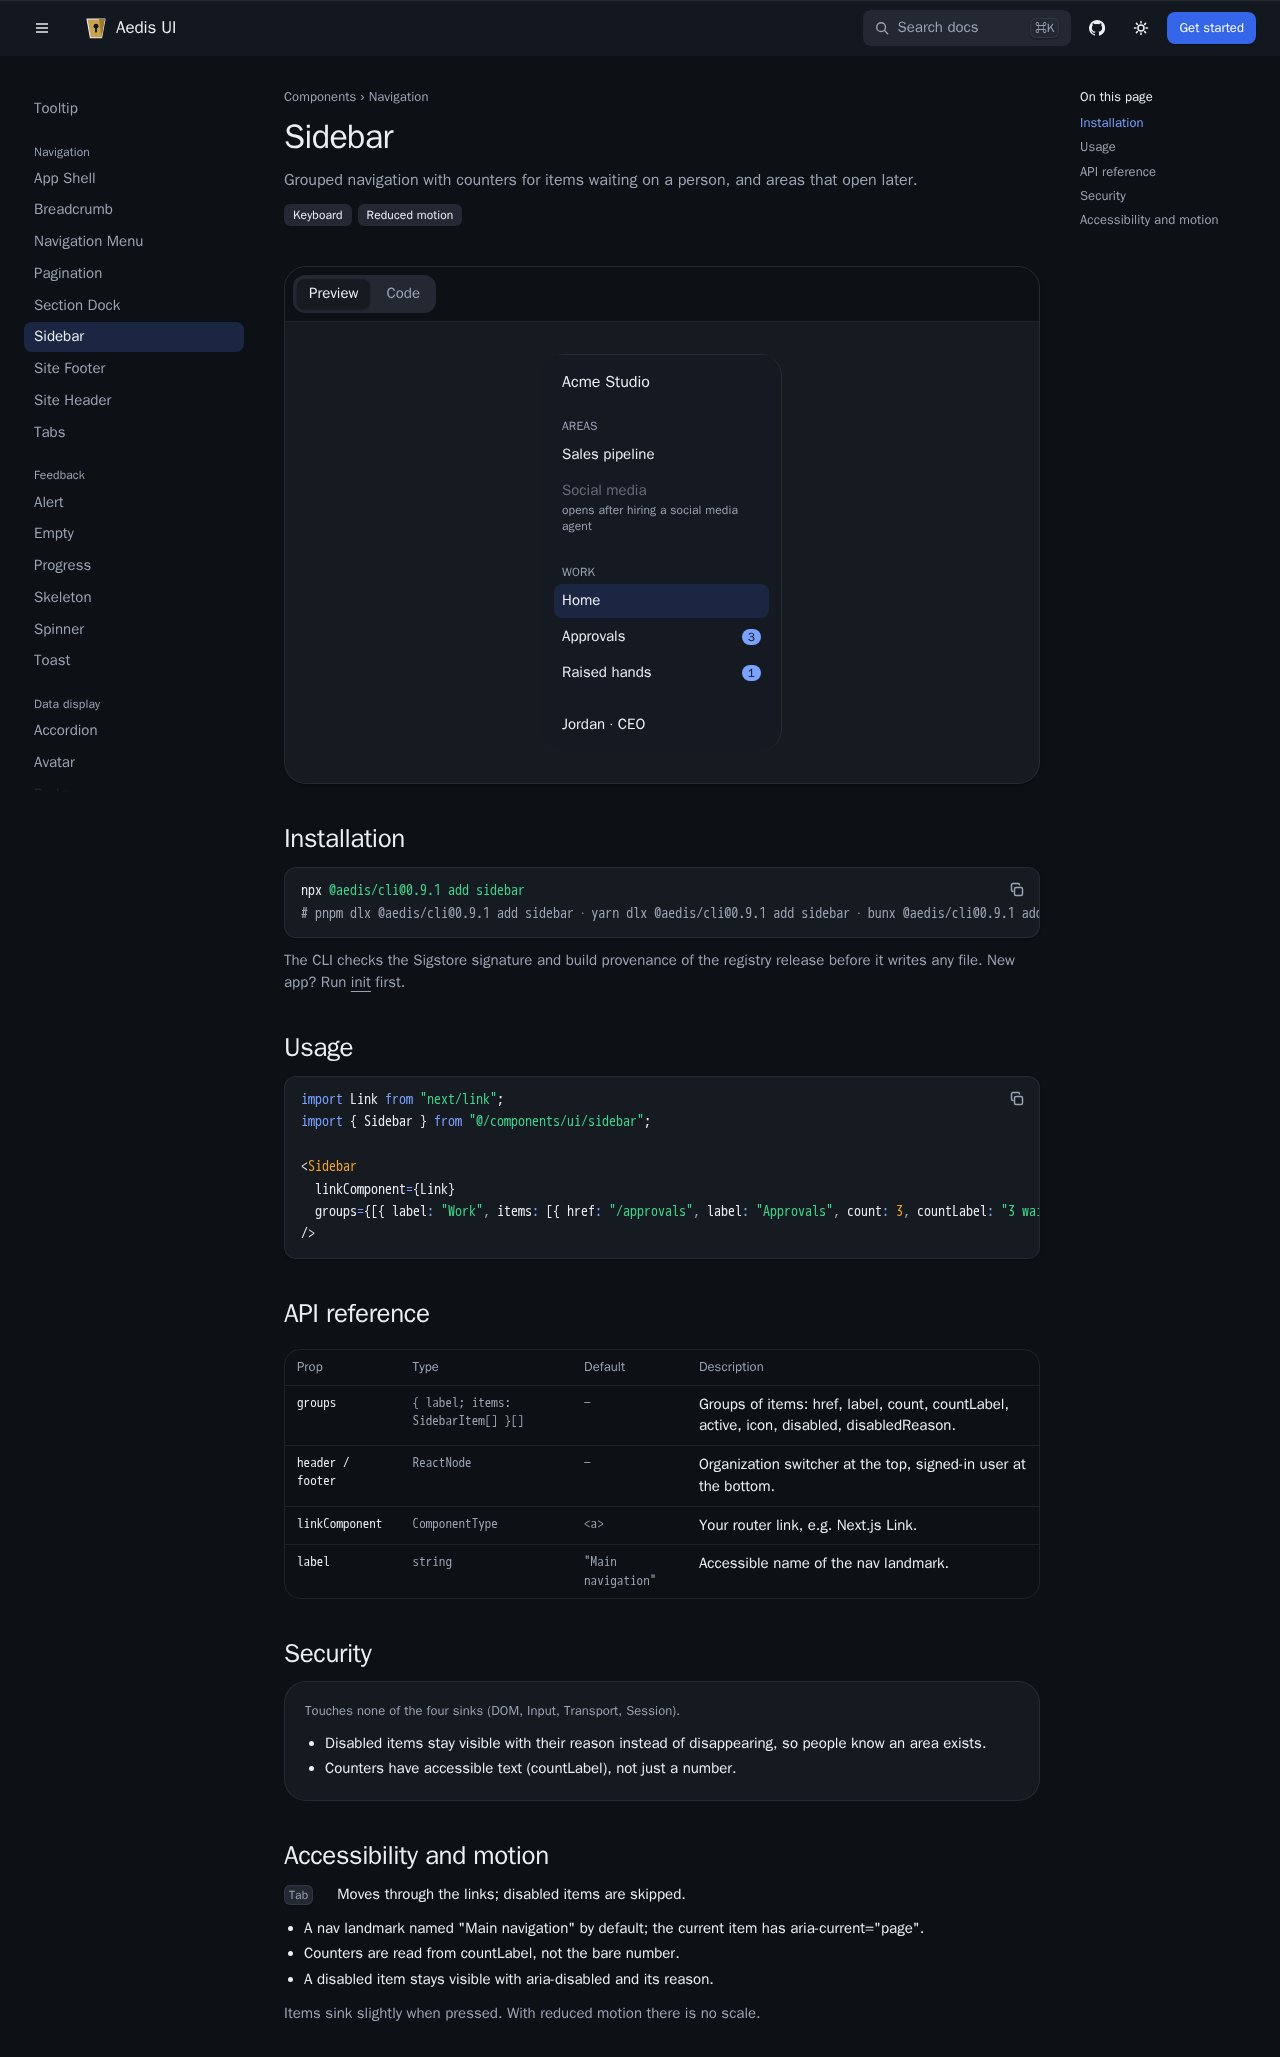 Aedis UI
Search docs
⌘K
Get started
Tooltip
Navigation
App Shell
Breadcrumb
Navigation Menu
Pagination
Section Dock
Sidebar
Site Footer
Site Header
Tabs
Feedback
Alert
Empty
Progress
Skeleton
Spinner
Toast
Data display
Accordion
Avatar
Components › Navigation
Sidebar
Grouped navigation with counters for items waiting on a person, and areas that open later.
Keyboard
Reduced motion
Preview
Code
Acme Studio
AREAS
Sales pipeline
Social media
opens after hiring a social media
agent
WORK
Home
Approvals
3
Raised hands
1
Jordan · CEO
Installation
npx @aedis/cli@0.9.1 add sidebar
# pnpm dlx @aedis/cli@0.9.1 add sidebar · yarn dlx @aedis/cli@0.9.1 add sidebar · bunx @aedis/cli@0.9.1 add
The CLI checks the Sigstore signature and build provenance of the registry release before it writes any file. New
app? Run init first.
Usage
import Link from "next/link";
import { Sidebar } from "@/components/ui/sidebar";
<Sidebar
linkComponent={Link}
groups={[{ label: "Work", items: [{ href: "/approvals", label: "Approvals", count: 3, countLabel: "3 wai
/>
API reference
Prop
Type
Default
Description
groups
{ label; items:
SidebarItem[] }[]
—
Groups of items: href, label, count, countLabel,
active, icon, disabled, disabledReason.
header /
footer
ReactNode
—
Organization switcher at the top, signed-in user at
the bottom.
linkComponent
ComponentType
<a>
Your router link, e.g. Next.js Link.
label
string
"Main
navigation"
Accessible name of the nav landmark.
Security
Touches none of the four sinks (DOM, Input, Transport, Session).
• Disabled items stay visible with their reason instead of disappearing, so people know an area exists.
• Counters have accessible text (countLabel), not just a number.
Accessibility and motion
Tab
Moves through the links; disabled items are skipped.
• A nav landmark named "Main navigation" by default; the current item has aria-current="page".
• Counters are read from countLabel, not the bare number.
• A disabled item stays visible with aria-disabled and its reason.
Items sink slightly when pressed. With reduced motion there is no scale.
On this page
Installation
Usage
API reference
Security
Accessibility and motion